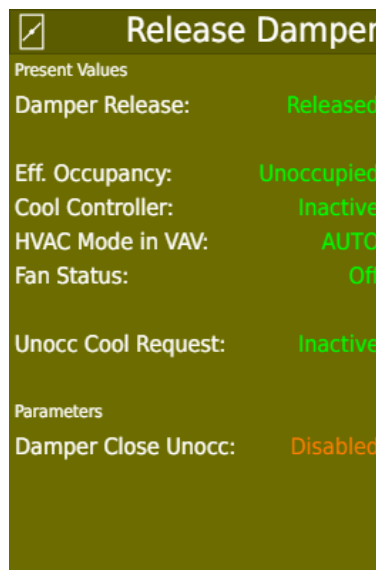 Release Damper
Present Values
Damper Release: Released
Eff. Occupancy: Unoccupied
Cool Controller: Inactive
HVAC Mode in VAV: AUTO
Fan Status: Off
Unocc Cool Request: Inactive
Parameters
Damper Close Unocc: Disabled